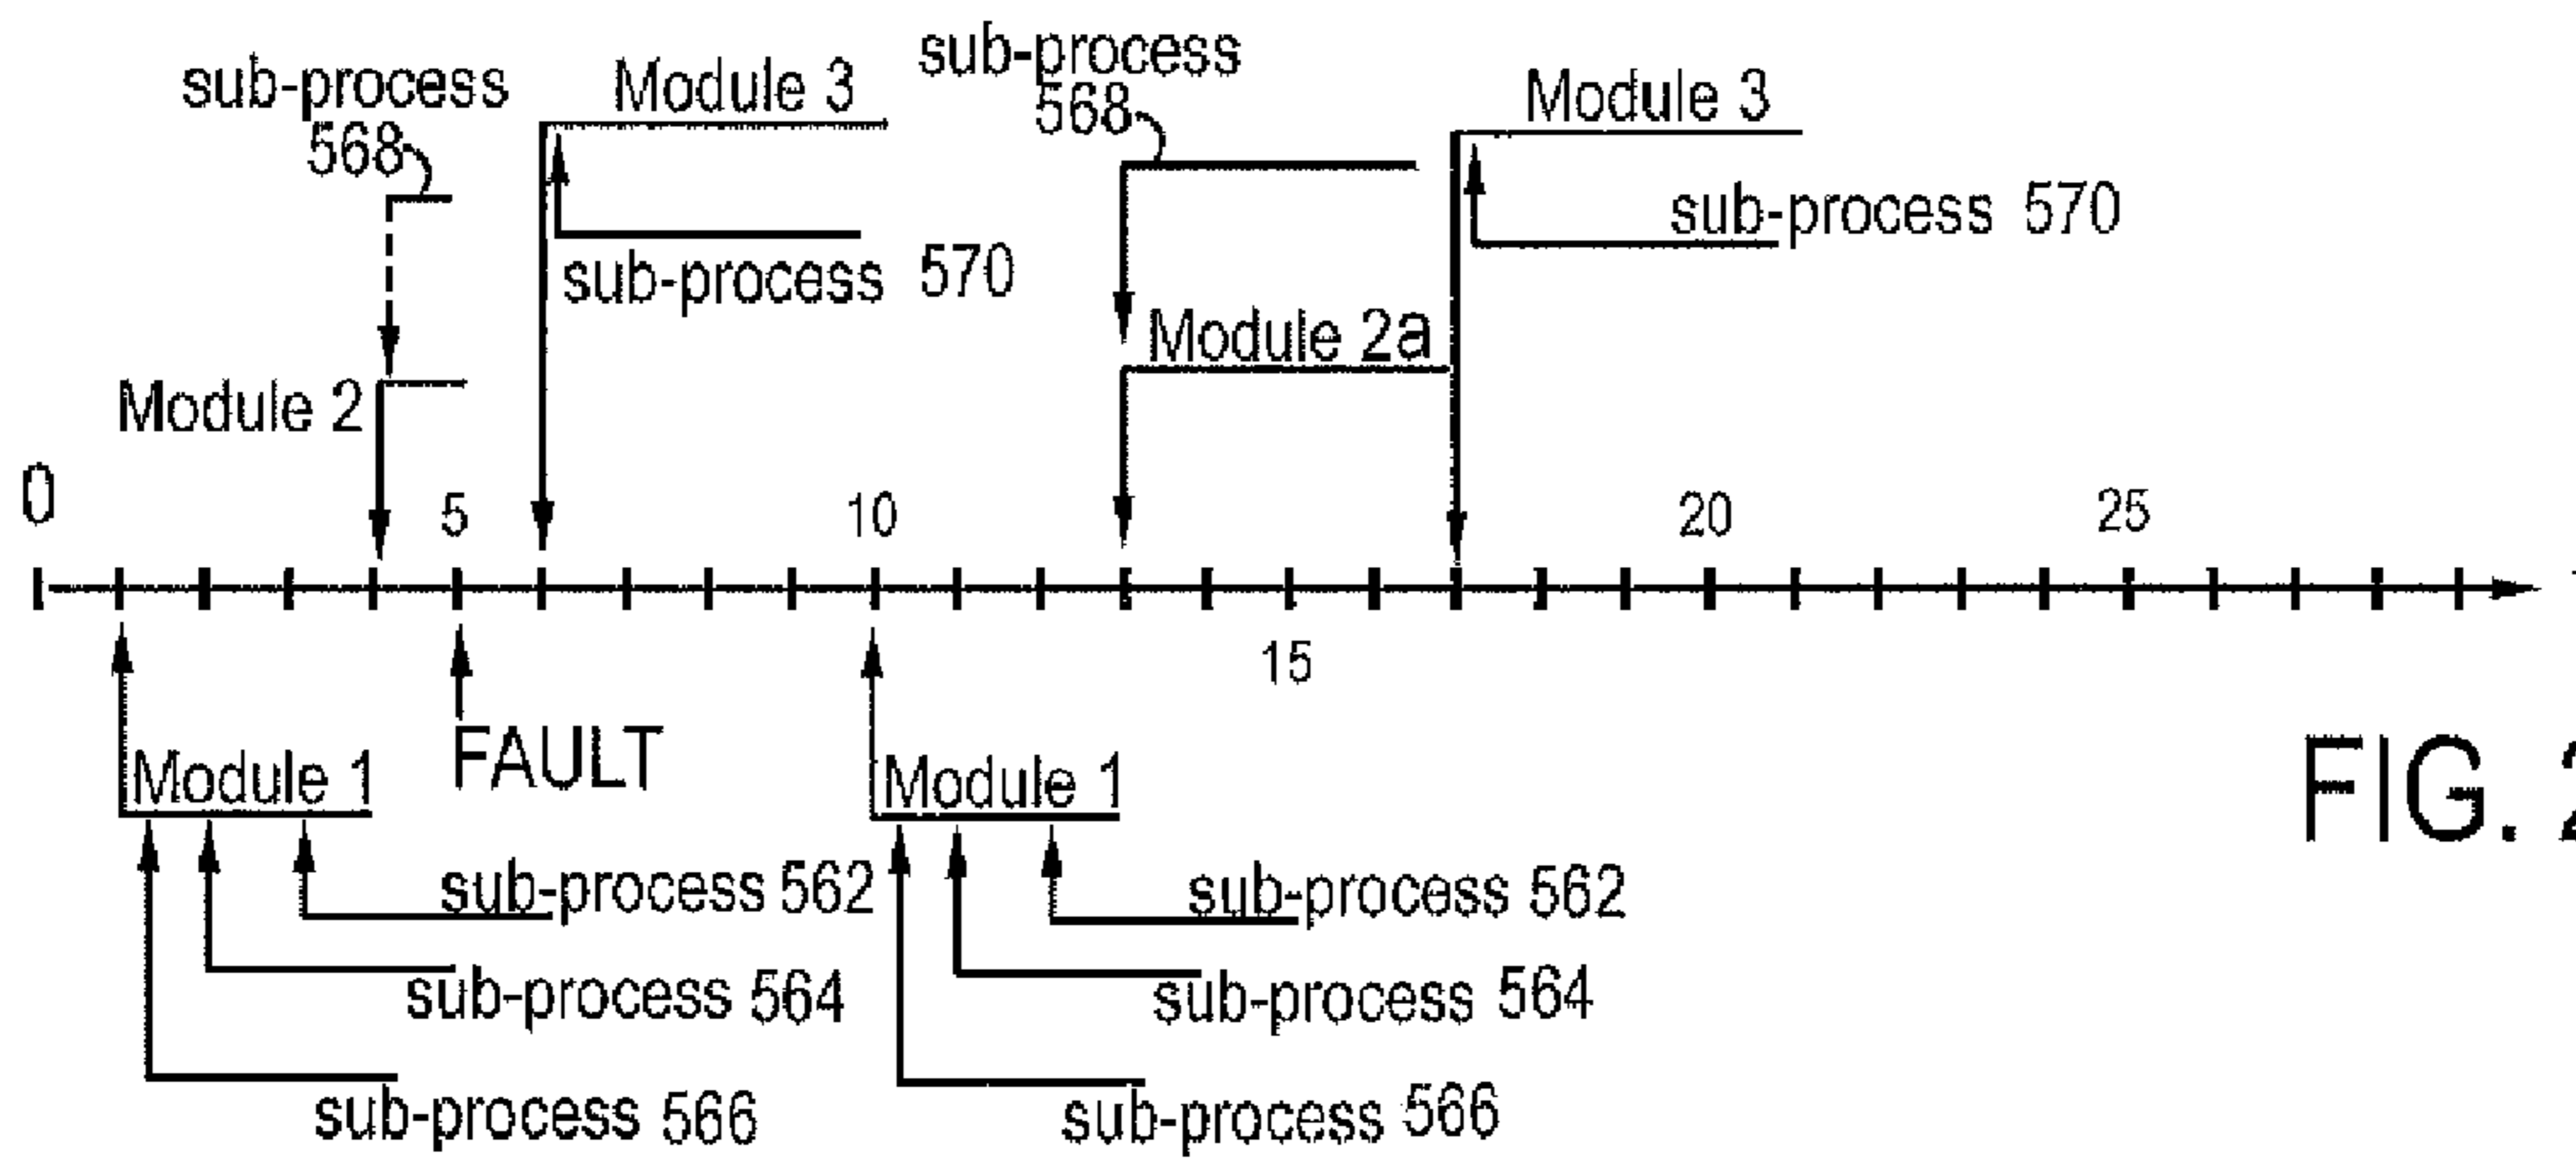 sub-process
568
Module 3
sub-process 570
Module 2
sub-process
568
Module 3
sub-process 570
Module 2a
0
5
10
15
20
25
FAULT
Module 1
sub-process 562
sub-process 564
sub-process 566
Module 1
sub-process 562
sub-process 564
sub-process 566
FIG.